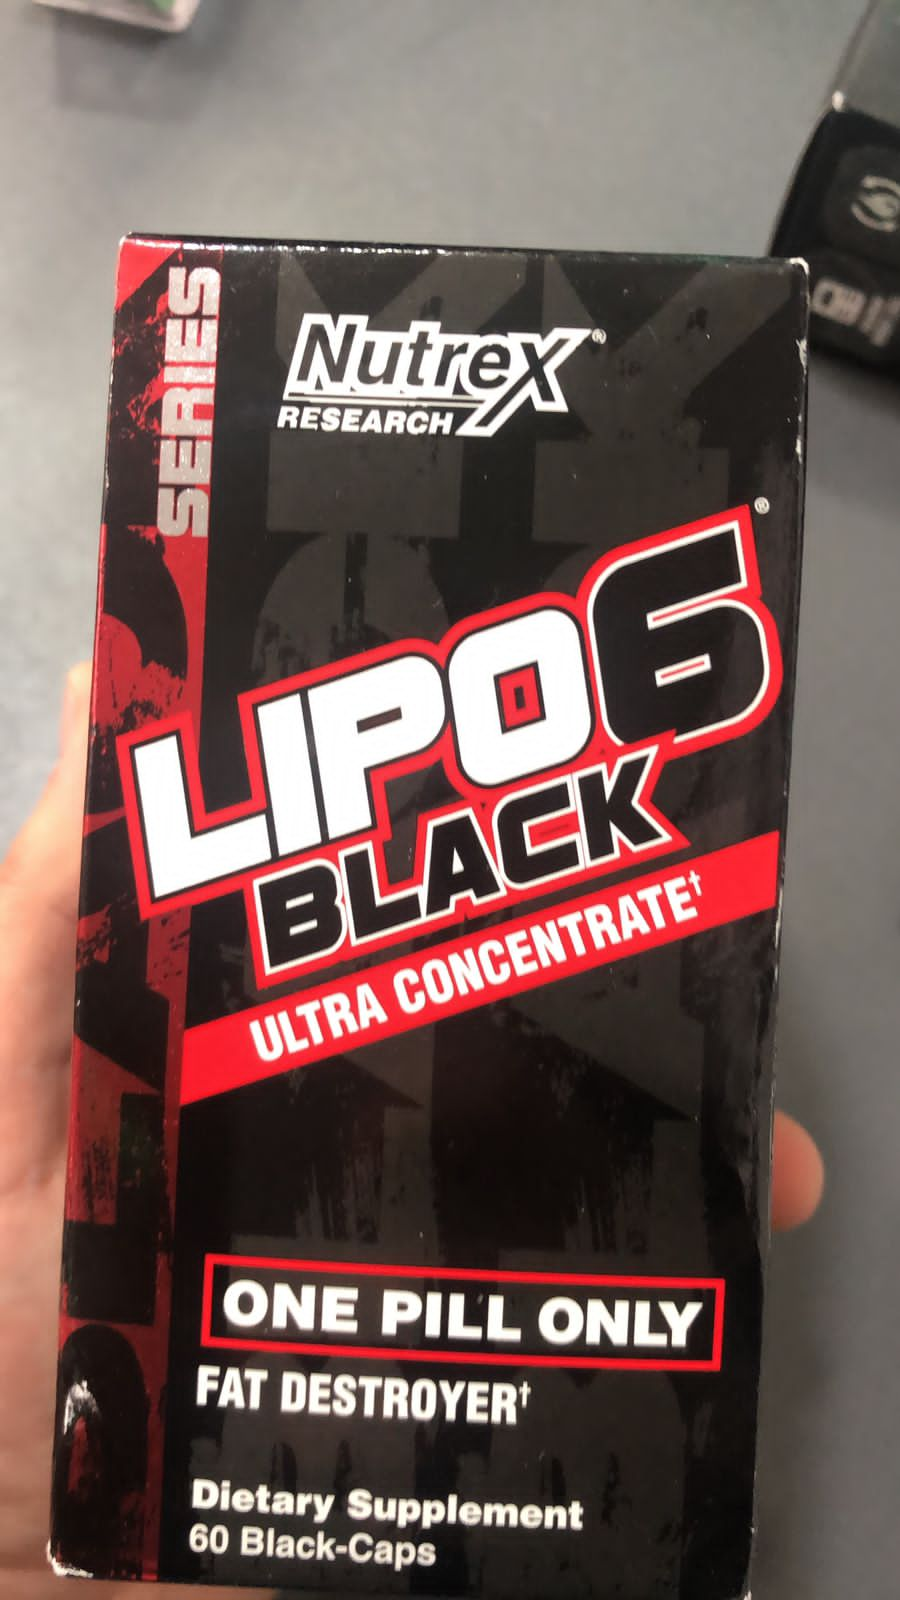 SERIES
Nutrex®
RESEARCH
LIPO6®
BLACK
ULTRA CONCENTRATE†
ONE PILL ONLY
FAT DESTROYER†
Dietary Supplement
60 Black-Caps